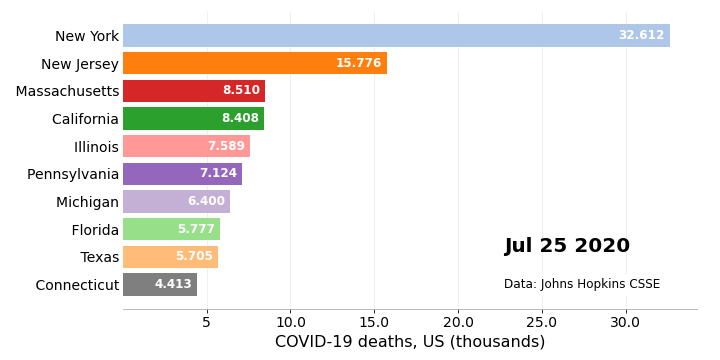 New York 32.612
New Jersey 15.776
Massachusetts 8.510
California 8.408
Illinois 7.589
Pennsylvania 7.124
Michigan 6.400
Florida 5.777
Texas 5.705
Connecticut 4.413
Jul 25 2020
Data: Johns Hopkins CSSE
5 10.0 15.0 20.0 25.0 30.0
COVID-19 deaths, US (thousands)